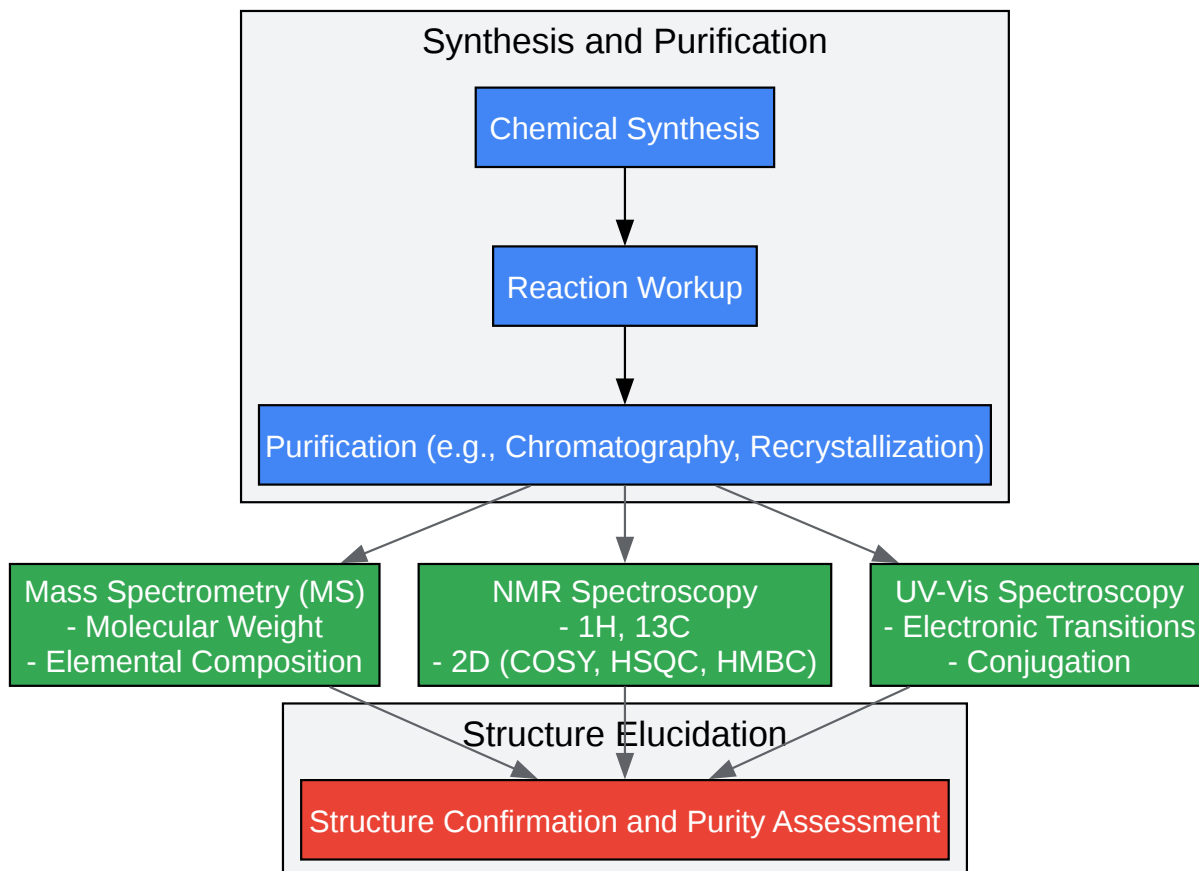 Synthesis and Purification
Chemical Synthesis
Reaction Workup
Purification (e.g., Chromatography, Recrystallization)
Mass Spectrometry (MS)
- Molecular Weight
- Elemental Composition
NMR Spectroscopy
- 1H, 13C
- 2D (COSY, HSQC, HMBC)
UV-Vis Spectroscopy
- Electronic Transitions
- Conjugation
Structure Elucidation
Structure Confirmation and Purity Assessment